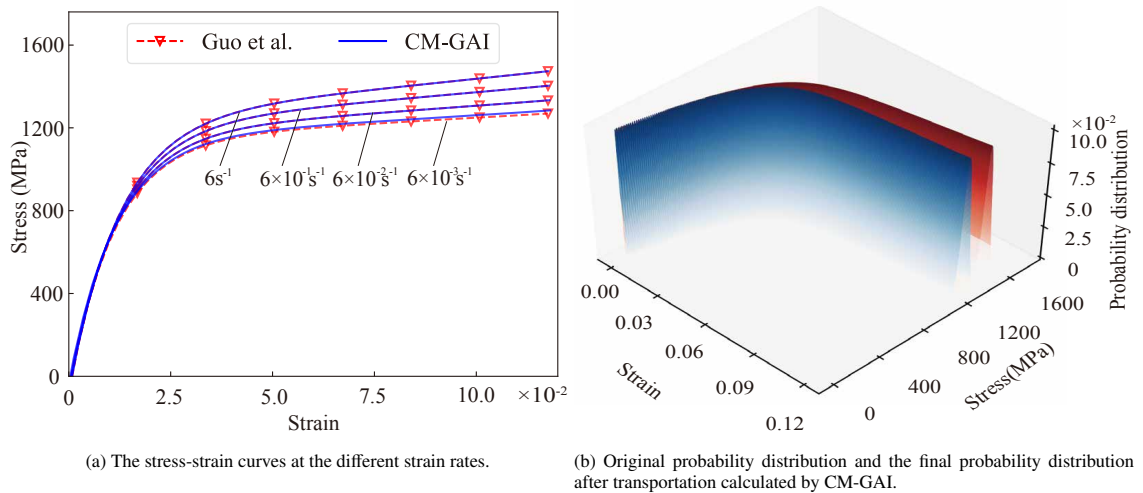 1600
1200
800
400
0
Stress (MPa)
Guo et al.
CM-GAI
6s⁻¹
6×10⁻¹s⁻¹
6×10⁻²s⁻¹
6×10⁻³s⁻¹
0
2.5
5.0
7.5
10.0
×10⁻²
Strain
(a) The stress-strain curves at the different strain rates.
×10⁻²
10.0
7.5
5.0
2.5
0
Probability distribution
0.00
0.03
0.06
0.09
0.12
Strain
0
400
800
1200
1600
Stress(MPa)
(b) Original probability distribution and the final probability distribution
after transportation calculated by CM-GAI.